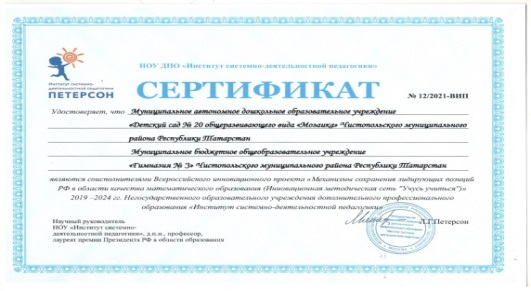 НОУ ДПО «Институт системно-деятельностной педагогики»
Институт системно-
деятельностной педагогики
ПЕТЕРСОН
СЕРТИФИКАТ
№ 12/2021-ВИП
Удостоверяет, что Муниципальное автономное дошкольное образовательное учреждение
«Детский сад № 20 общеразвивающего вида «Мозаика» Чистопольского муниципального
района Республики Татарстан
Муниципальное бюджетное общеобразовательное учреждение
«Гимназия № 3» Чистопольского муниципального района Республики Татарстан
являются соисполнителями Всероссийского инновационного проекта «Механизмы сохранения лидирующих позиций
РФ в области качества математического образования (Инновационная методическая сеть "Учусь учиться")»
2019 –2024 гг. Негосударственного образовательного учреждения дополнительного профессионального
образования «Институт системно-деятельностной педагогики»
Научный руководитель
НОУ «Институт системно-
деятельностной педагогики», д.п.н., профессор,
лауреат премии Президента РФ в области образования
Л.Г.Петерсон